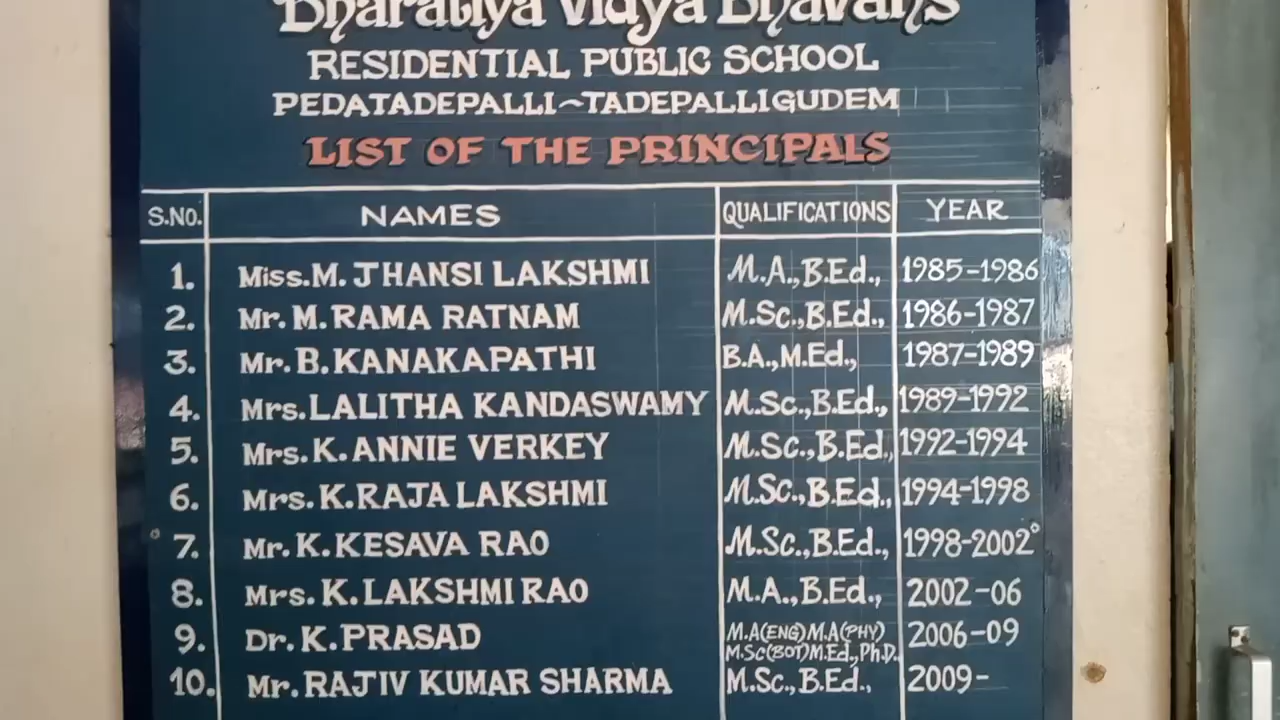 Bharatiya Vidya Bhavan's
RESIDENTIAL PUBLIC SCHOOL
PEDATADEPALLI~TADEPALLIGUDEM
LIST OF THE PRINCIPALS
S.NO. NAMES QUALIFICATIONS YEAR
1. Miss.M.JHANSI LAKSHMI M.A.,B.Ed., 1985-1986
2. Mr.M.RAMA RATNAM M.Sc.,B.Ed., 1986-1987
3. Mr.B.KANAKAPATHI B.A.,M.Ed., 1987-1989
4. Mrs.LALITHA KANDASWAMY M.Sc.,B.Ed., 1989-1992
5. Mrs.K.ANNIE VERKEY M.Sc.,B.Ed., 1992-1994
6. Mrs.K.RAJA LAKSHMI M.Sc.,B.Ed., 1994-1998
7. Mr.K.KESAVA RAO M.Sc.,B.Ed., 1998-2002
8. Mrs.K.LAKSHMI RAO M.A.,B.Ed., 2002-06
9. Dr.K.PRASAD M.A(ENG)M.A(PHY) 2006-09
M.Sc(BOT)M.Ed.,Ph.D.
10. Mr.RAJIV KUMAR SHARMA M.Sc.,B.Ed., 2009-